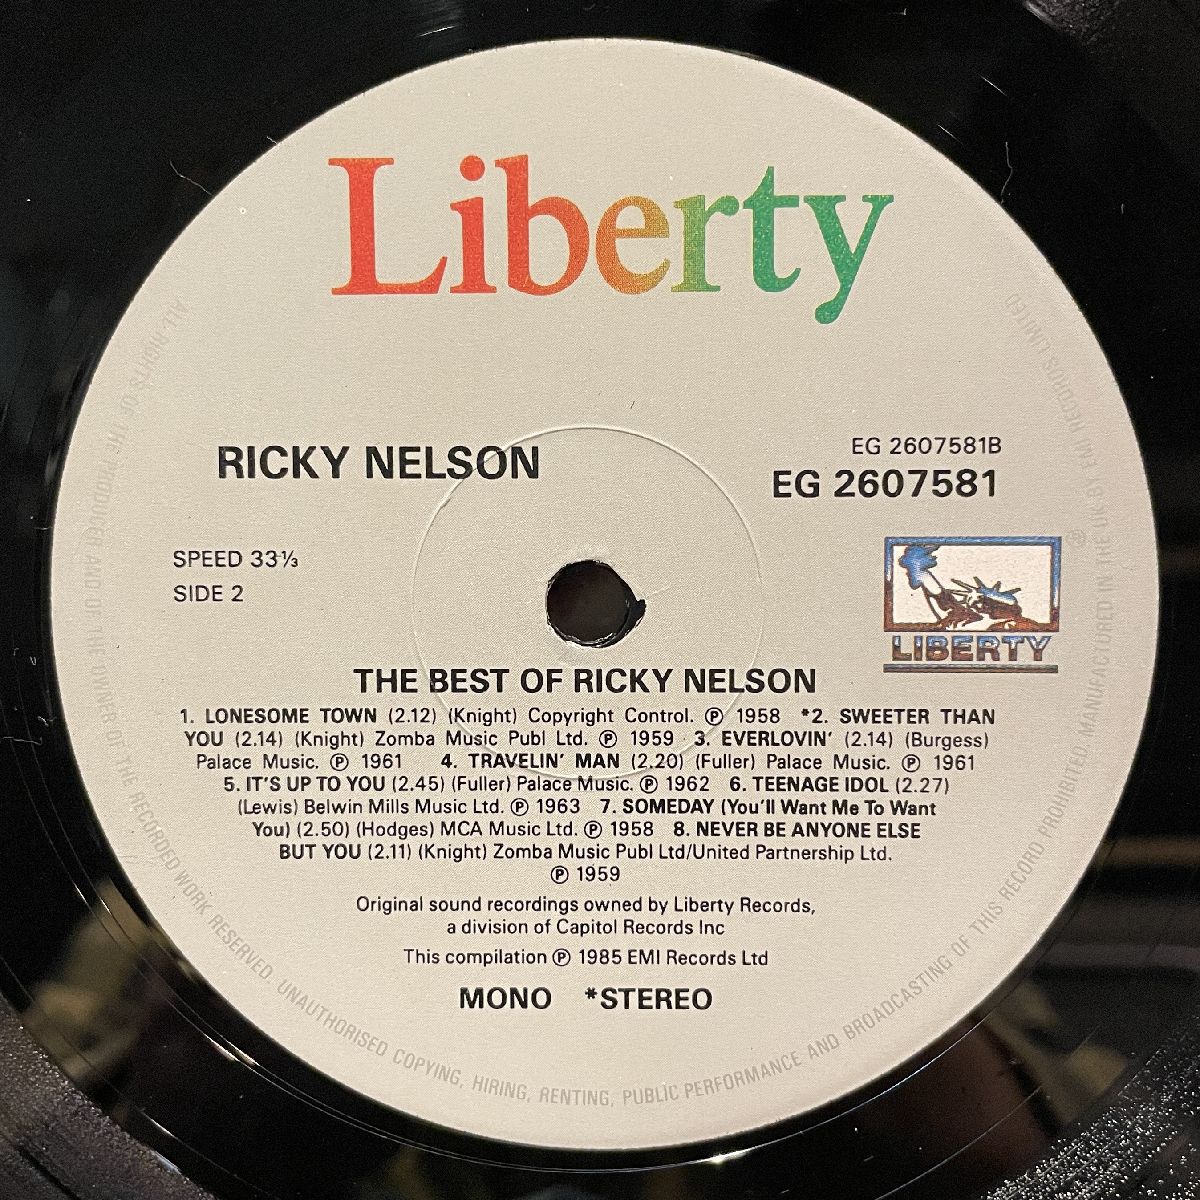 Liberty
RICKY NELSON
EG 2607581B
EG 2607581
SPEED 33⅓
SIDE 2
LIBERTY
THE BEST OF RICKY NELSON
1. LONESOME TOWN (2.12) (Knight) Copyright Control. ℗ 1958 *2. SWEETER THAN
YOU (2.14) (Knight) Zomba Music Publ Ltd. ℗ 1959 3. EVERLOVIN' (2.14) (Burgess)
Palace Music. ℗ 1961 4. TRAVELIN' MAN (2.20) (Fuller) Palace Music. ℗ 1961
5. IT'S UP TO YOU (2.45) (Fuller) Palace Music. ℗ 1962 6. TEENAGE IDOL (2.27)
(Lewis) Belwin Mills Music Ltd. ℗ 1963 7. SOMEDAY (You'll Want Me To Want
You) (2.50) (Hodges) MCA Music Ltd. ℗ 1958 8. NEVER BE ANYONE ELSE
BUT YOU (2.11) (Knight) Zomba Music Publ Ltd/United Partnership Ltd.
℗ 1959
Original sound recordings owned by Liberty Records,
a division of Capitol Records Inc
This compilation ℗ 1985 EMI Records Ltd
MONO *STEREO
ALL RIGHTS OF THE PRODUCER AND OF THE OWNER OF THE RECORDED WORK RESERVED. UNAUTHORISED COPYING, HIRING, RENTING, PUBLIC PERFORMANCE AND BROADCASTING OF THIS RECORD PROHIBITED. MANUFACTURED IN THE UK BY EMI RECORDS LIMITED